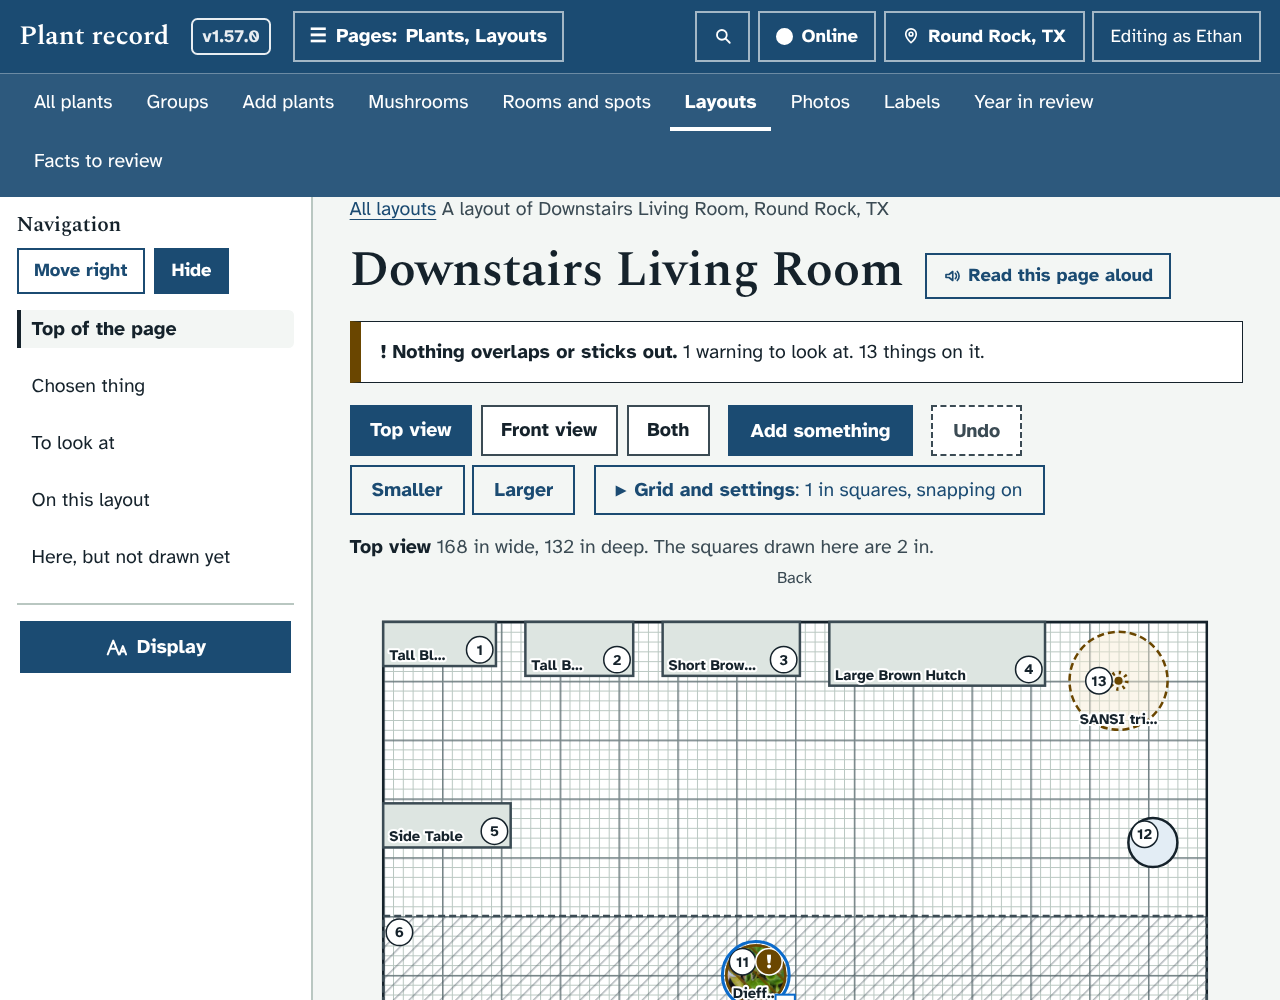 Plant record
v1.57.0
☰ Pages: Plants, Layouts
Online
Round Rock, TX
Editing as Ethan
All plants
Groups
Add plants
Mushrooms
Rooms and spots
Layouts
Photos
Labels
Year in review
Facts to review
Navigation
Move right
Hide
Top of the page
Chosen thing
To look at
On this layout
Here, but not drawn yet
Display
All layouts A layout of Downstairs Living Room, Round Rock, TX
Downstairs Living Room
Read this page aloud
! Nothing overlaps or sticks out. 1 warning to look at. 13 things on it.
Top view
Front view
Both
Add something
Undo
Smaller
Larger
▶ Grid and settings: 1 in squares, snapping on
Top view 168 in wide, 132 in deep. The squares drawn here are 2 in.
Back
Tall Bl...
1
Tall B...
2
Short Brow...
3
Large Brown Hutch
4
13
SANSI tri...
Side Table
5
12
6
11
!
Dieff...